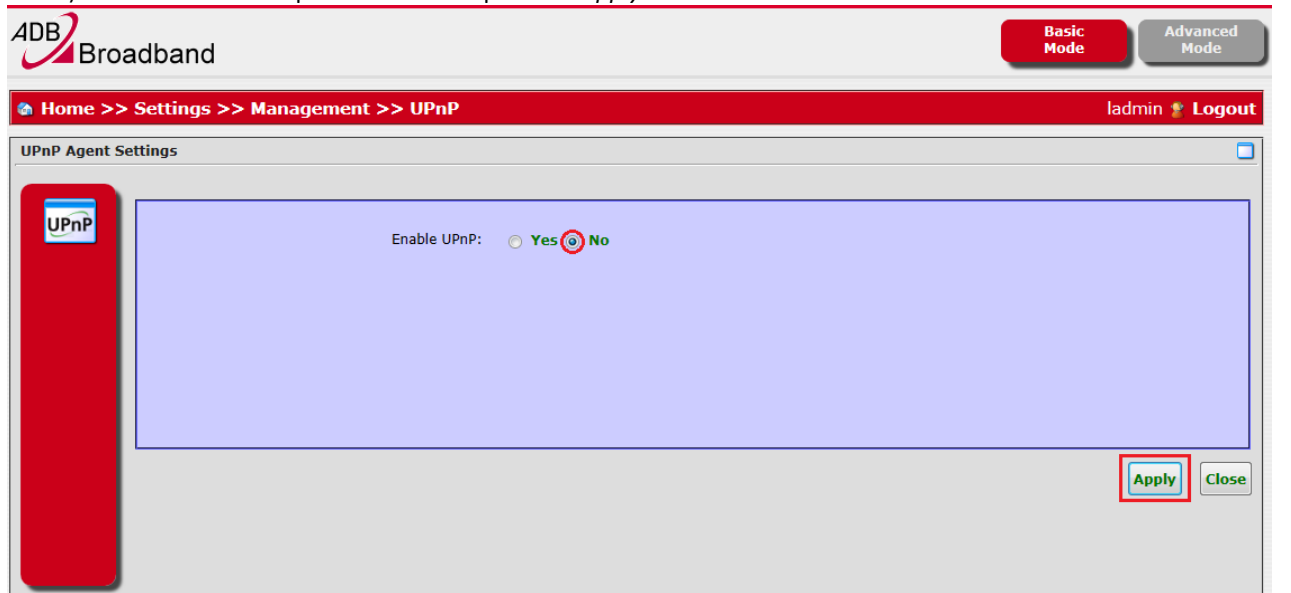 ADB
Broadband
Basic Mode
Advanced Mode
Home >> Settings >> Management >> UPnP
ladmin Logout
UPnP Agent Settings
UPnP
Enable UPnP: Yes No
Apply Close